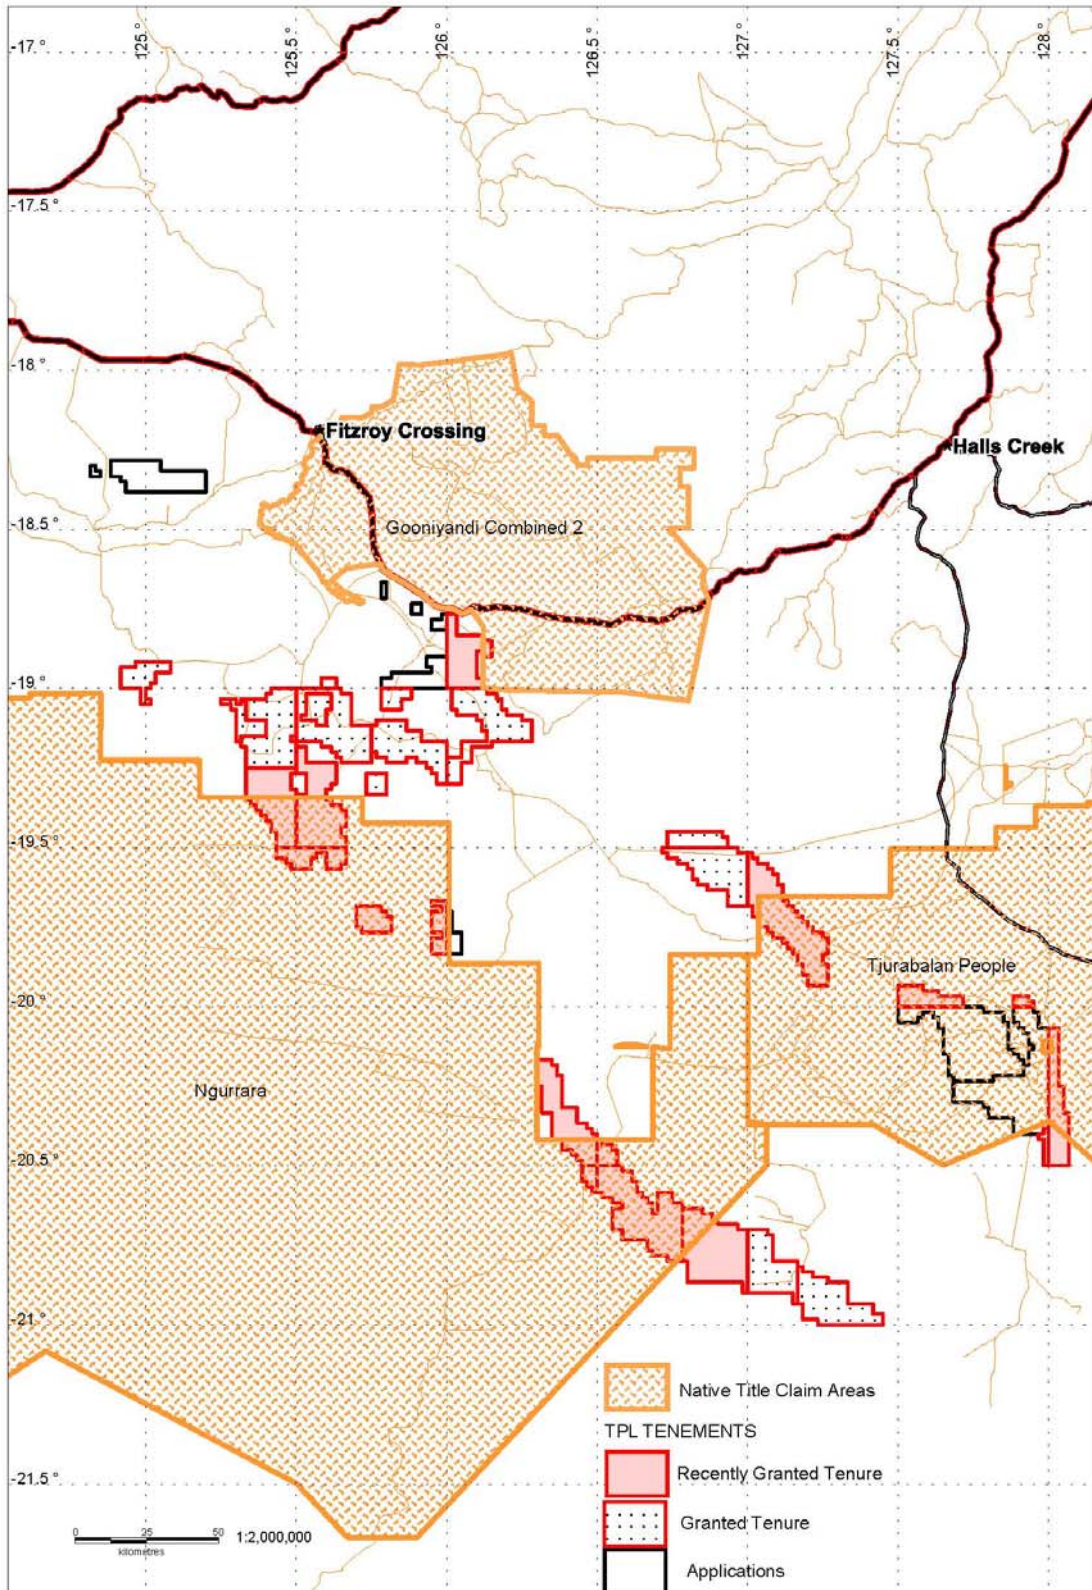 125.°
125.5°
126.°
126.5°
127.°
127.5°
128.°
-17.°
-17.5°
-18.°
*Fitzroy Crossing
*Halls Creek
-18.5°
Gooniyandi Combined 2
-19.°
-19.5°
Tjurabalan People
-20.°
Ngurrara
-20.5°
-21.°
Native Title Claim Areas
TPL TENEMENTS
Recently Granted Tenure
-21.5°
Granted Tenure
0 25 50
kilometres
1:2,000,000
Applications